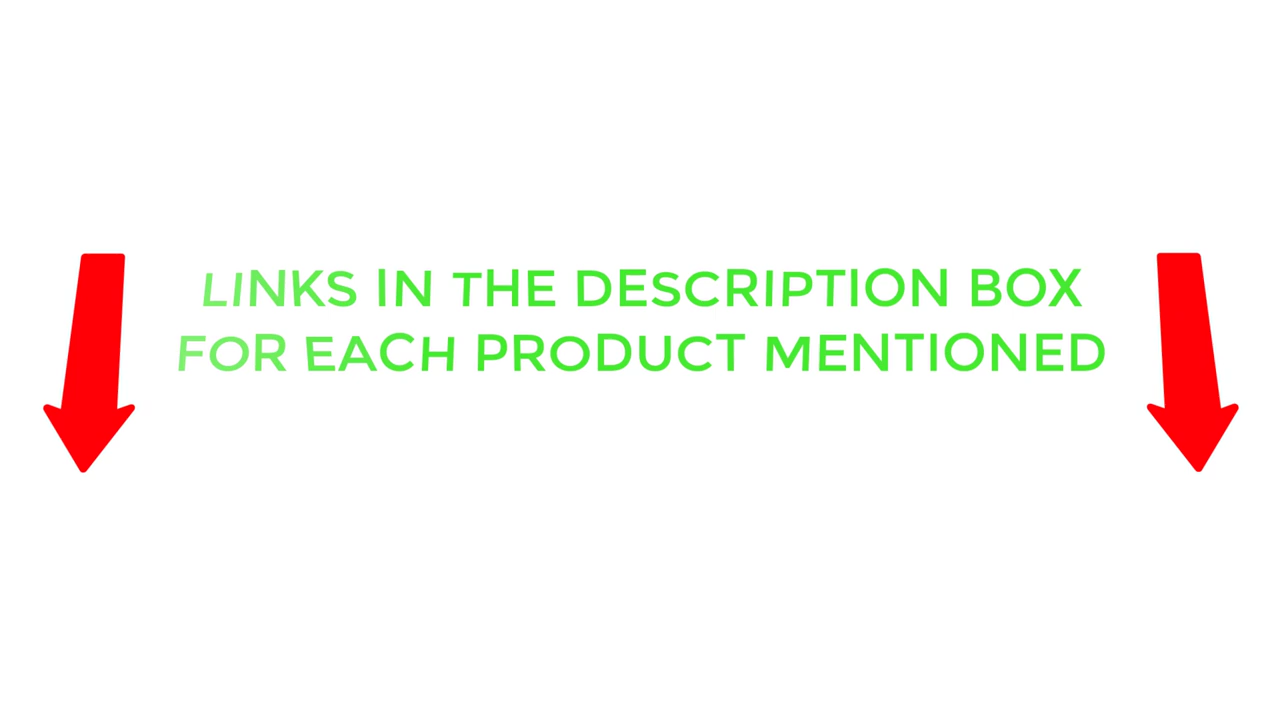 LINKS IN THE DESCRIPTION BOX
FOR EACH PRODUCT MENTIONED